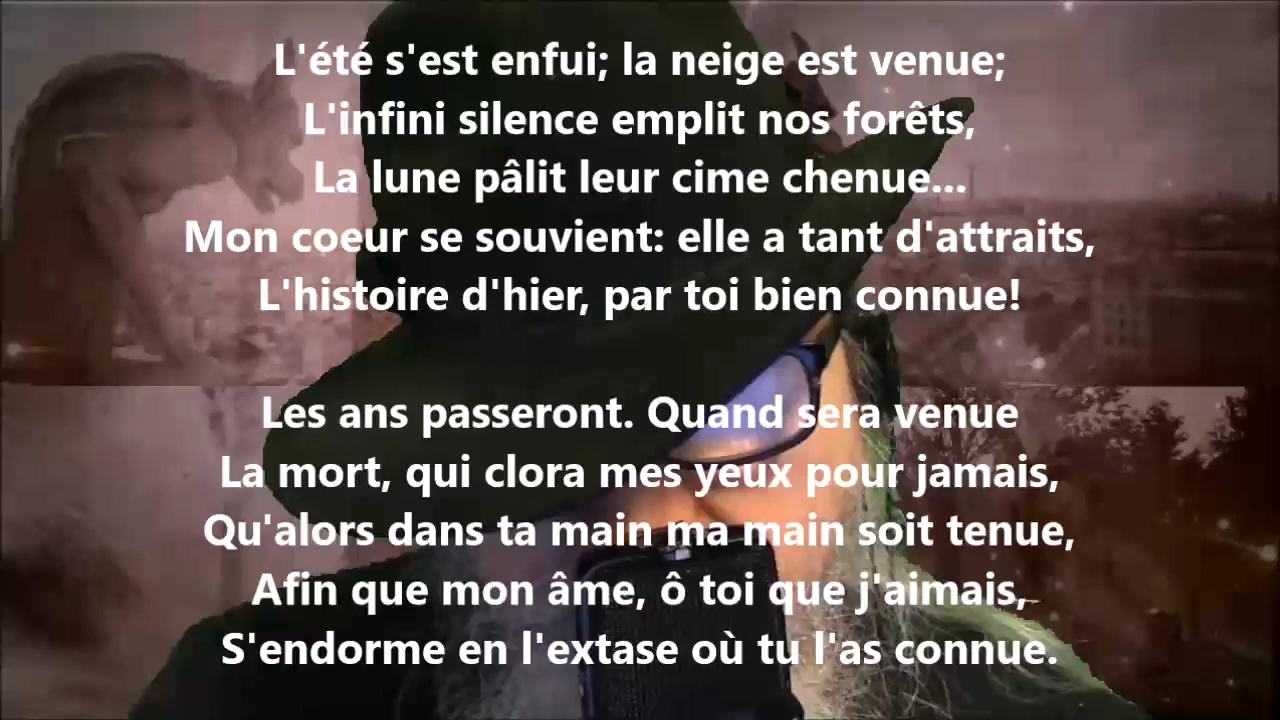 L'été s'est enfui; la neige est venue;
L'infini silence emplit nos forêts,
La lune pâlit leur cime chenue...
Mon coeur se souvient: elle a tant d'attraits,
L'histoire d'hier, par toi bien connue!
Les ans passeront. Quand sera venue
La mort, qui clora mes yeux pour jamais,
Qu'alors dans ta main ma main soit tenue,
Afin que mon âme, ô toi que j'aimais,
S'endorme en l'extase où tu l'as connue.